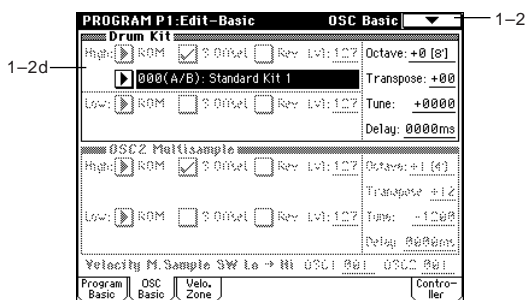 PROGRAM P1:Edit-Basic OSC Basic
1–2
Drum Kit
High: ROM S.Offset Rev Lvl: 127 Octave: +0 [8']
1–2d
000(A/B): Standard Kit 1 Transpose: +00
Low: ROM S.Offset Rev Lvl: 127 Tune: +0000
Delay: 0000ms
OSC2 Multisample
High: ROM S.Offset Rev Lvl: 127 Octave: +1 [4']
Transpose: +12
Low: ROM S.Offset Rev Lvl: 127 Tune: -1200
Delay: 0000ms
Velocity M.Sample SW Lo → Hi OSC1 001 OSC2 001
Program Basic OSC Basic Velo. Zone Contro- ller